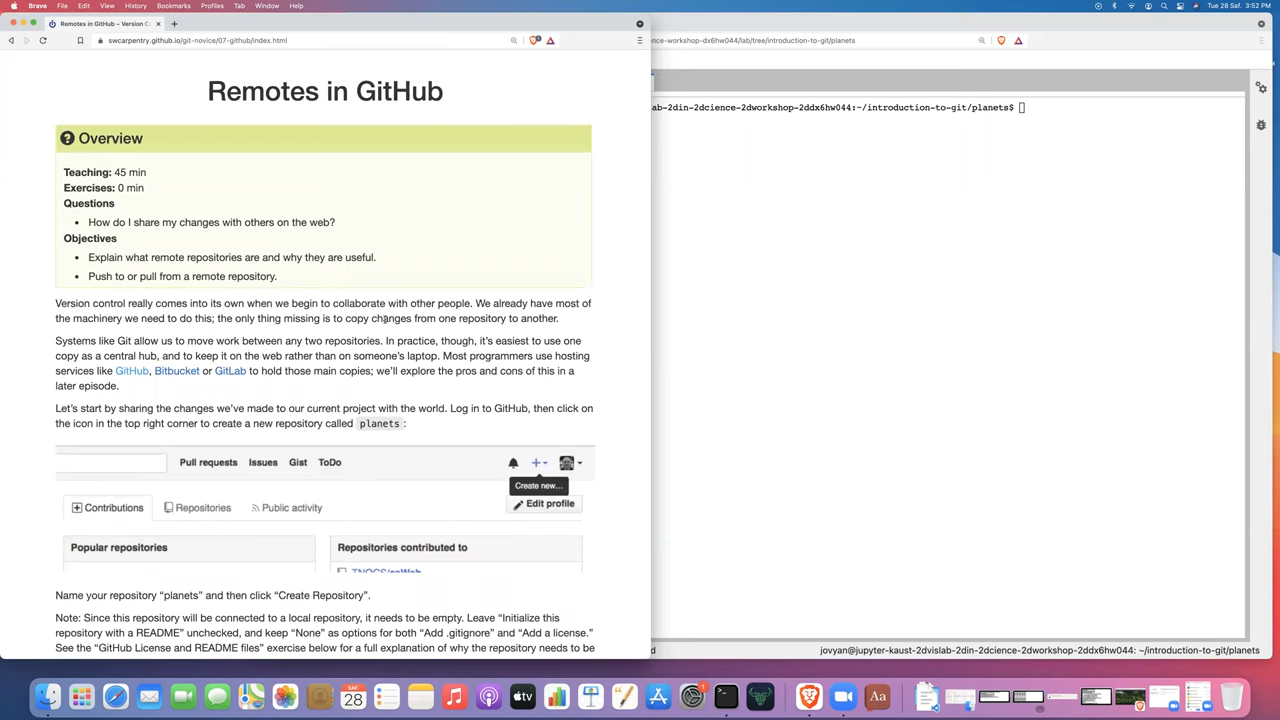 Brave File Edit View History Bookmarks Profiles Tab Window Help
Tue 28 Saf. 3:52 PM
Remotes in GitHub – Version C
swcarpentry.github.io/git-novice/07-github/index.html
ience-workshop-dx6hw044/lab/tree/introduction-to-git/planets
Remotes in GitHub
lab-2din-2dcience-2dworkshop-2ddx6hw044:~/introduction-to-git/planets$
Overview
Teaching: 45 min
Exercises: 0 min
Questions
How do I share my changes with others on the web?
Objectives
Explain what remote repositories are and why they are useful.
Push to or pull from a remote repository.
Version control really comes into its own when we begin to collaborate with other people. We already have most of
the machinery we need to do this; the only thing missing is to copy changes from one repository to another.
Systems like Git allow us to move work between any two repositories. In practice, though, it's easiest to use one
copy as a central hub, and to keep it on the web rather than on someone's laptop. Most programmers use hosting
services like GitHub, Bitbucket or GitLab to hold those main copies; we'll explore the pros and cons of this in a
later episode.
Let's start by sharing the changes we've made to our current project with the world. Log in to GitHub, then click on
the icon in the top right corner to create a new repository called planets :
Pull requests Issues Gist ToDo
Create new...
Contributions Repositories Public activity Edit profile
Popular repositories Repositories contributed to
Name your repository "planets" and then click "Create Repository".
Note: Since this repository will be connected to a local repository, it needs to be empty. Leave "Initialize this
repository with a README" unchecked, and keep "None" as options for both "Add .gitignore" and "Add a license."
See the "GitHub License and README files" exercise below for a full explanation of why the repository needs to be
jovyan@jupyter-kaust-2dvislab-2din-2dcience-2dworkshop-2ddx6hw044: ~/introduction-to-git/planets
SAF.
28
tv
Aa